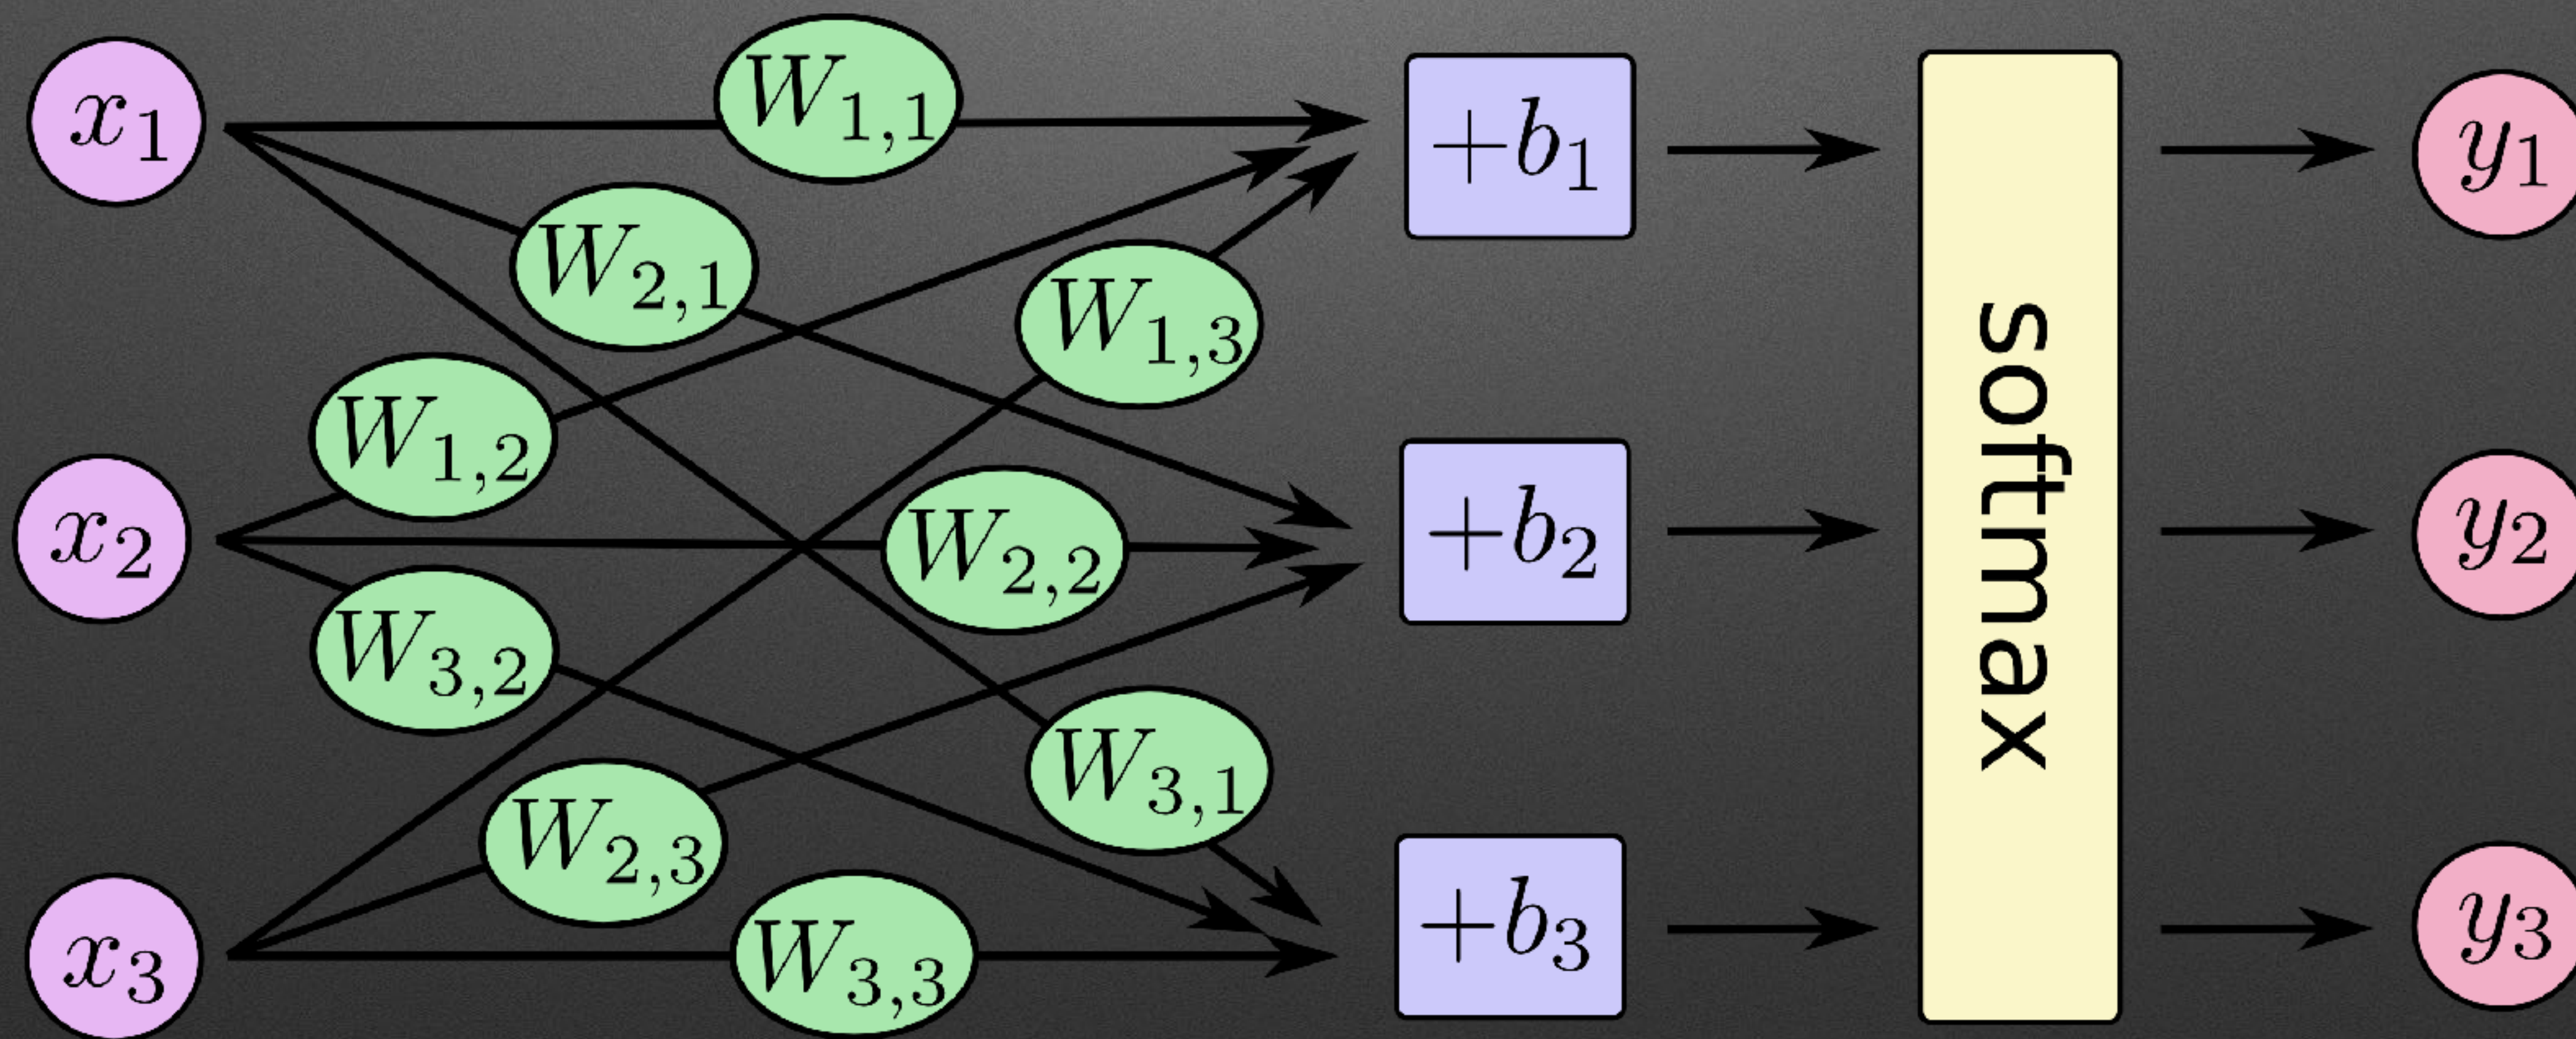 x₁
W₁,₁
+b₁
y₁
W₂,₁
W₁,₃
W₁,₂
x₂
W₂,₂
+b₂
softmax
y₂
W₃,₂
W₃,₁
W₂,₃
x₃
W₃,₃
+b₃
y₃